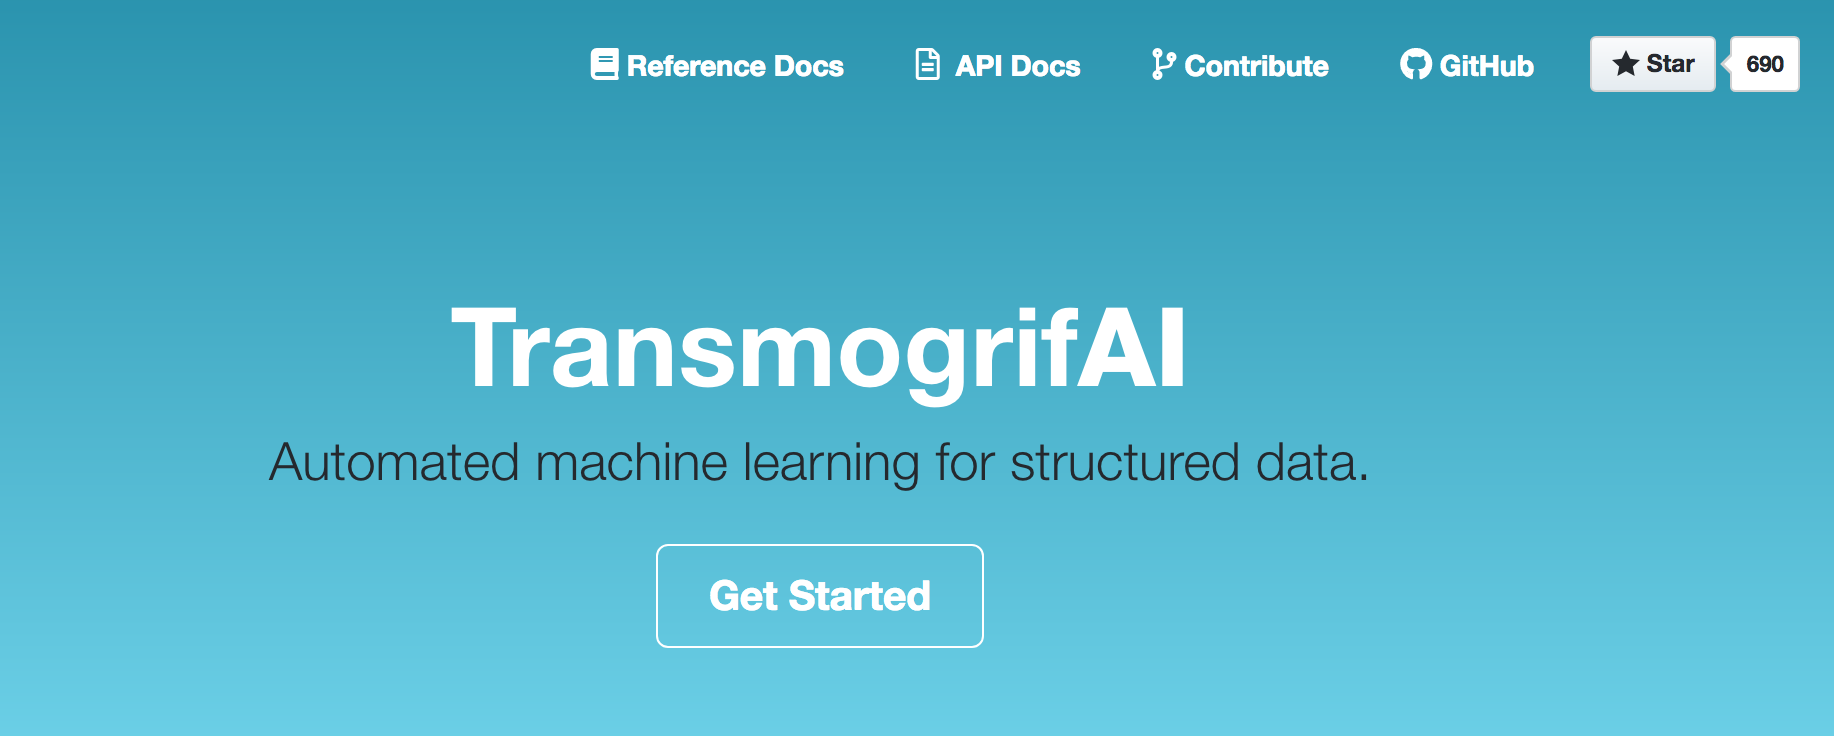 Reference Docs API Docs Contribute GitHub Star 690
TransmogrifAI
Automated machine learning for structured data.
Get Started